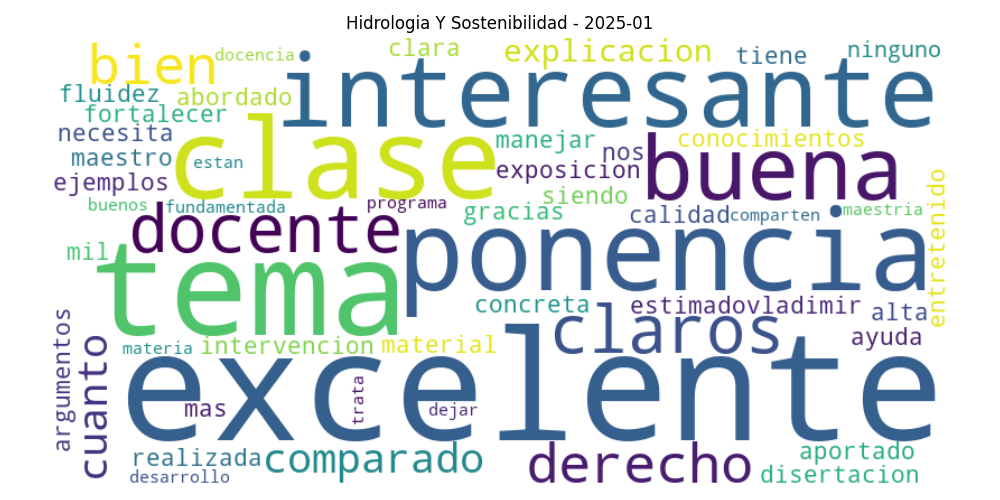 Hidrologia Y Sostenibilidad - 2025-01
bien docencia clara explicacion tiene ninguno
fluidez abordado interesante
fortalecer
necesita clase manejar conocimientos
maestro estan exposicion nos buena
ejemplos siendo
buenos fundamentada programa gracias calidad comparten maestria
docente ponencia entretenido
mil tema
concreta estimadovladimir alta
claros ayuda
argumentos cuanto materia intervencion material
excelente
mas trata dejar
realizada comparado derecho aportado
desarrollo disertacion